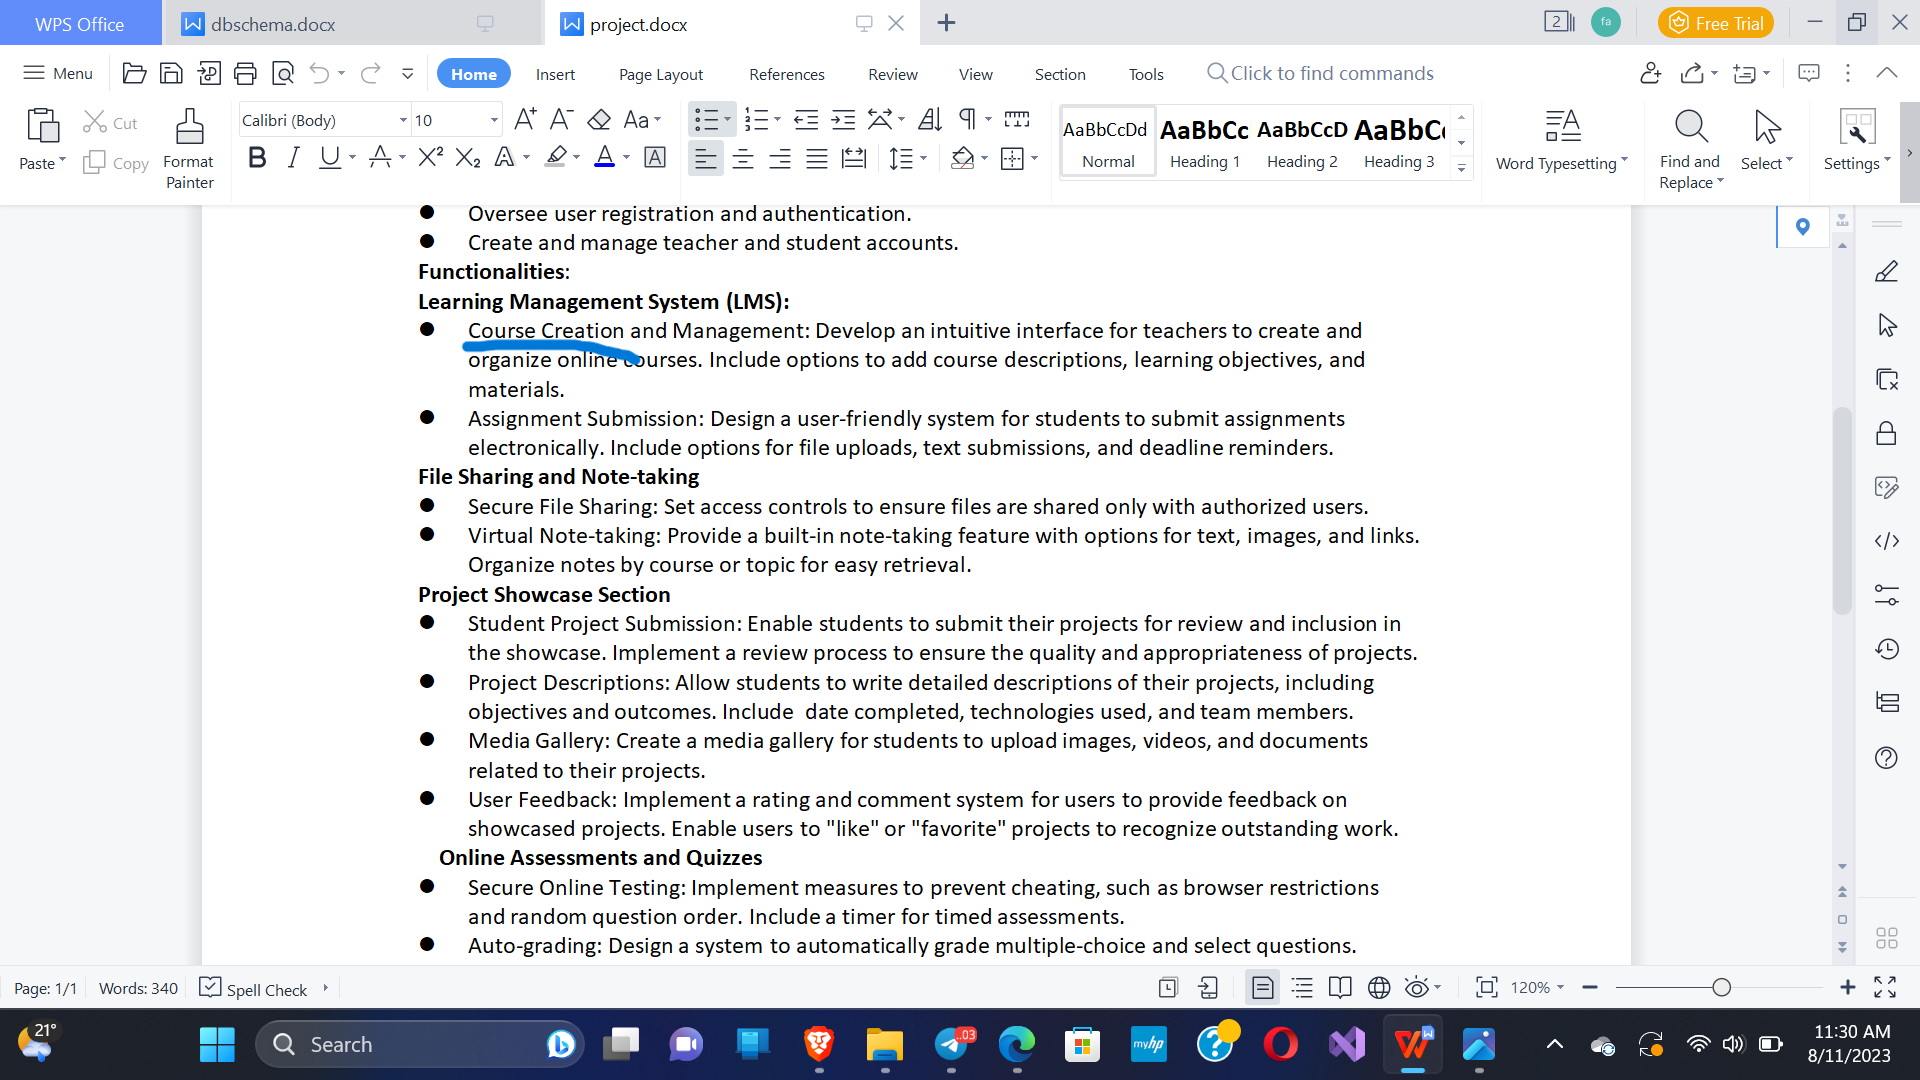 WPS Office dbschema.docx project.docx 2 fa Free Trial
Menu Home Insert Page Layout References Review View Section Tools Click to find commands
Paste Cut Copy Format Painter Calibri (Body) 10 AaBbCcDd Normal AaBbCc Heading 1 AaBbCcD Heading 2 AaBbC Heading 3 Word Typesetting Find and Replace Select Settings
Oversee user registration and authentication.
Create and manage teacher and student accounts.
Functionalities:
Learning Management System (LMS):
Course Creation and Management: Develop an intuitive interface for teachers to create and
organize online courses. Include options to add course descriptions, learning objectives, and
materials.
Assignment Submission: Design a user-friendly system for students to submit assignments
electronically. Include options for file uploads, text submissions, and deadline reminders.
File Sharing and Note-taking
Secure File Sharing: Set access controls to ensure files are shared only with authorized users.
Virtual Note-taking: Provide a built-in note-taking feature with options for text, images, and links.
Organize notes by course or topic for easy retrieval.
Project Showcase Section
Student Project Submission: Enable students to submit their projects for review and inclusion in
the showcase. Implement a review process to ensure the quality and appropriateness of projects.
Project Descriptions: Allow students to write detailed descriptions of their projects, including
objectives and outcomes. Include  date completed, technologies used, and team members.
Media Gallery: Create a media gallery for students to upload images, videos, and documents
related to their projects.
User Feedback: Implement a rating and comment system for users to provide feedback on
showcased projects. Enable users to "like" or "favorite" projects to recognize outstanding work.
Online Assessments and Quizzes
Secure Online Testing: Implement measures to prevent cheating, such as browser restrictions
and random question order. Include a timer for timed assessments.
Auto-grading: Design a system to automatically grade multiple-choice and select questions.
Page: 1/1 Words: 340 Spell Check 120%
21° Search ..03 myhp 11:30 AM
8/11/2023